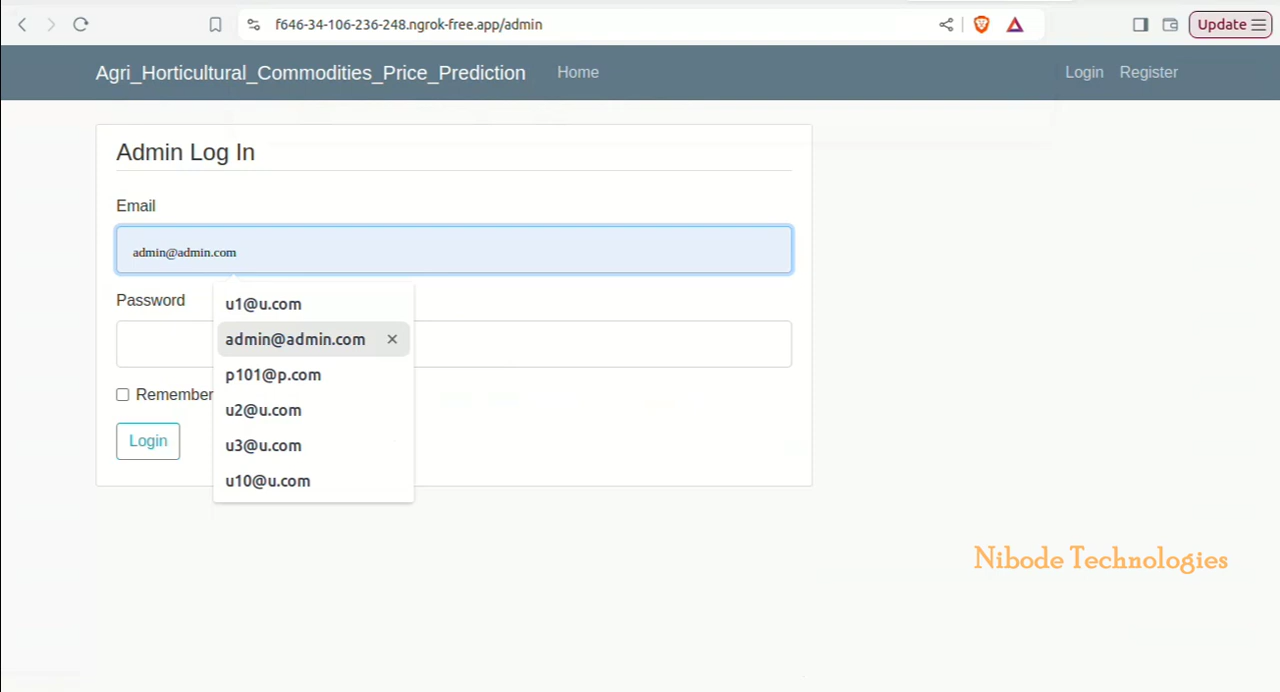 f646-34-106-236-248.ngrok-free.app/admin
Update
Agri_Horticultural_Commodities_Price_Prediction Home Login Register
Admin Log In
Email
admin@admin.com
Password
u1@u.com
admin@admin.com
p101@p.com
Remember
u2@u.com
Login
u3@u.com
u10@u.com
Nibode Technologies